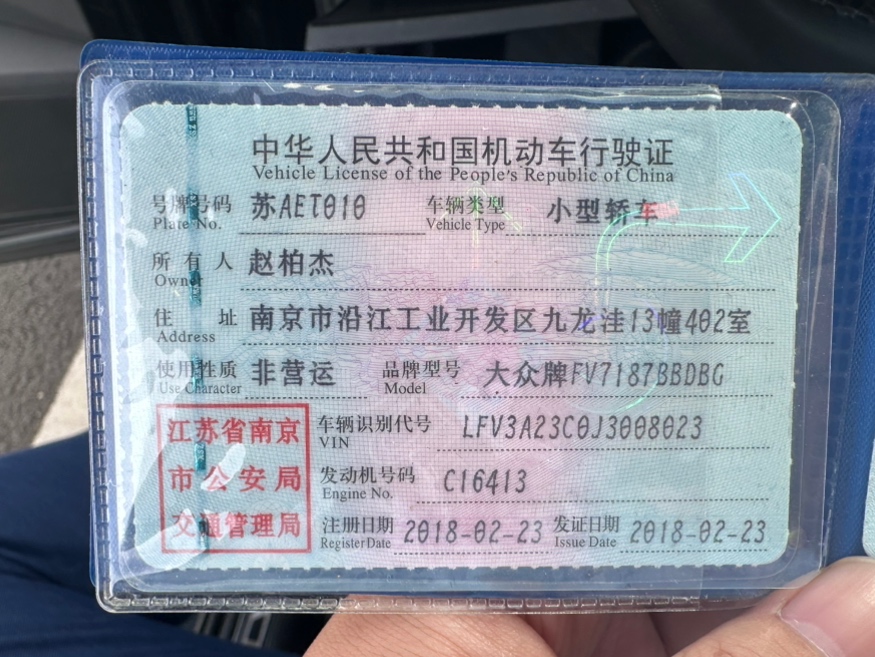 中华人民共和国机动车行驶证
Vehicle License of the People's Republic of China
号牌号码 苏AET010 车辆类型 小型轿车
Plate No. Vehicle Type
所有人 赵柏杰
Owner
住址 南京市沿江工业开发区九龙洼13幢402室
Address
使用性质 非营运 品牌型号 大众牌FV7187BBDBG
Use Character Model
江苏省南京 车辆识别代号 LFV3A23C0J3008023
VIN
市公安局 发动机号码 C16413
Engine No.
交通管理局 注册日期 2018-02-23 发证日期 2018-02-23
Register Date Issue Date